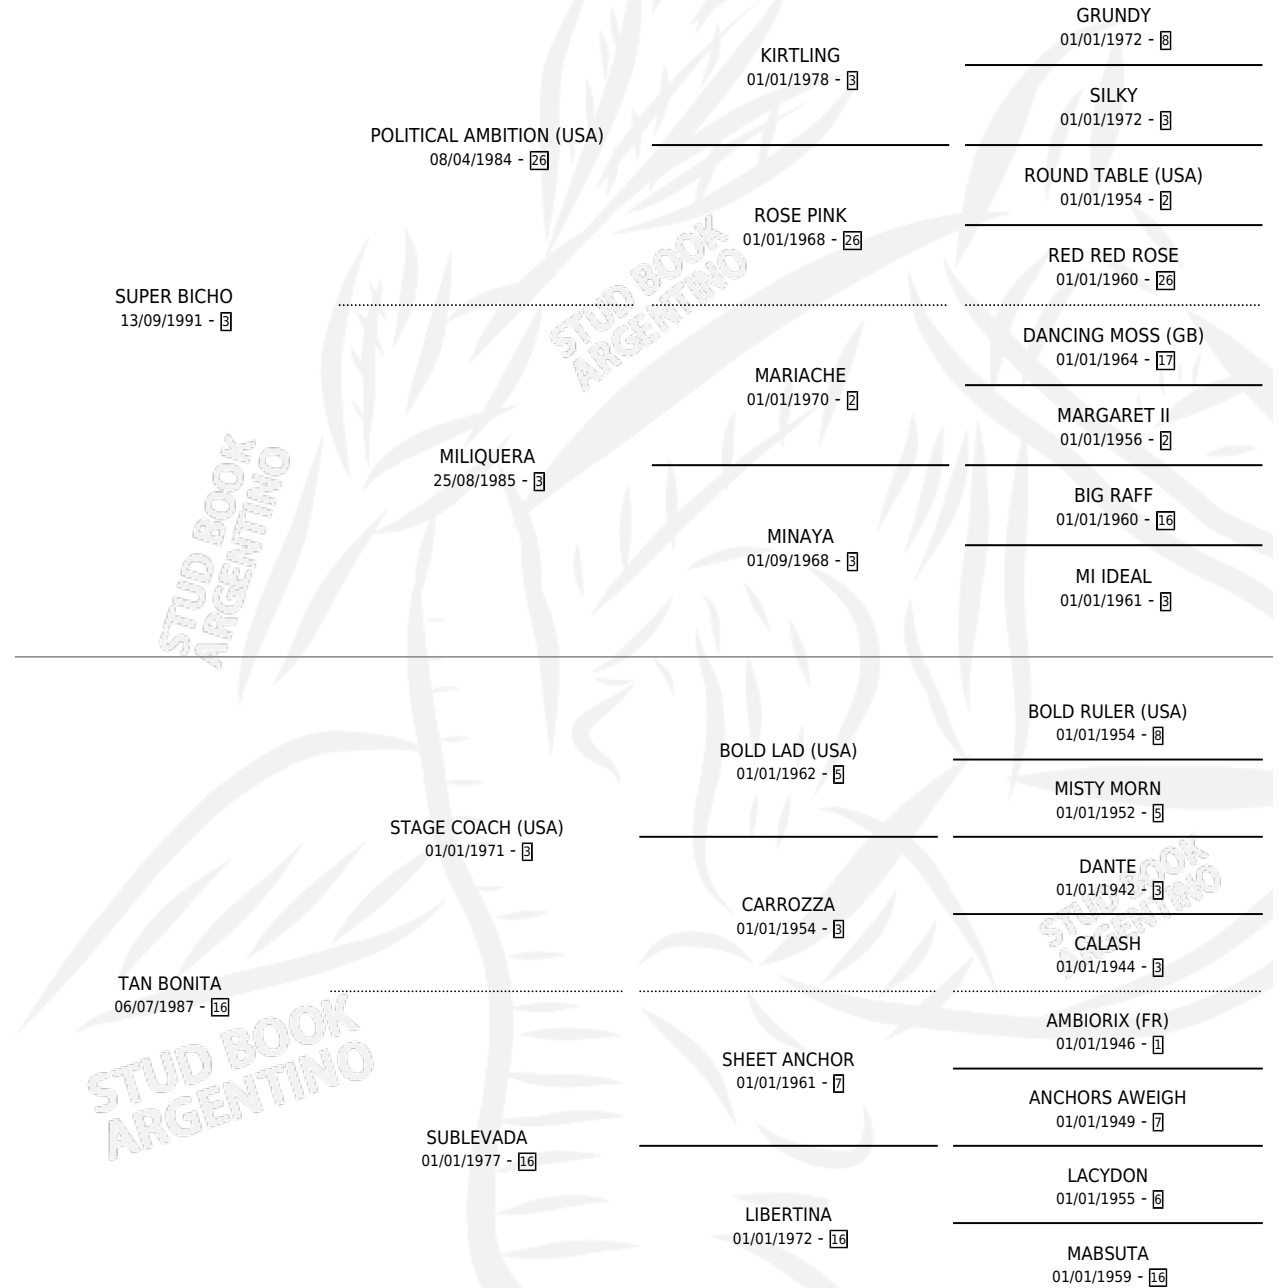 GRUNDY
01/01/1972 - 8
KIRTLING
01/01/1978 - 3
SILKY
01/01/1972 - 3
POLITICAL AMBITION (USA)
08/04/1984 - 26
ROUND TABLE (USA)
01/01/1954 - 2
ROSE PINK
01/01/1968 - 26
RED RED ROSE
01/01/1960 - 26
SUPER BICHO
13/09/1991 - 3
STUD BOOK
ARGENTINO
DANCING MOSS (GB)
01/01/1964 - 17
MARIACHE
01/01/1970 - 2
MARGARET II
01/01/1956 - 2
MILIQUERA
25/08/1985 - 3
BIG RAFF
01/01/1960 - 16
MINAYA
01/09/1968 - 3
MI IDEAL
01/01/1961 - 3
STUD BOOK
ARGENTINO
BOLD RULER (USA)
01/01/1954 - 8
BOLD LAD (USA)
01/01/1962 - 5
MISTY MORN
01/01/1952 - 5
STAGE COACH (USA)
01/01/1971 - 3
DANTE
01/01/1942 - 3
CARROZZA
01/01/1954 - 3
STUD BOOK
ARGENTINO
CALASH
01/01/1944 - 3
TAN BONITA
06/07/1987 - 16
AMBIORIX (FR)
01/01/1946 - 1
SHEET ANCHOR
01/01/1961 - 7
ANCHORS AWEIGH
01/01/1949 - 7
STUD BOOK
ARGENTINO
SUBLEVADA
01/01/1977 - 16
LACYDON
01/01/1955 - 6
LIBERTINA
01/01/1972 - 16
MABSUTA
01/01/1959 - 16